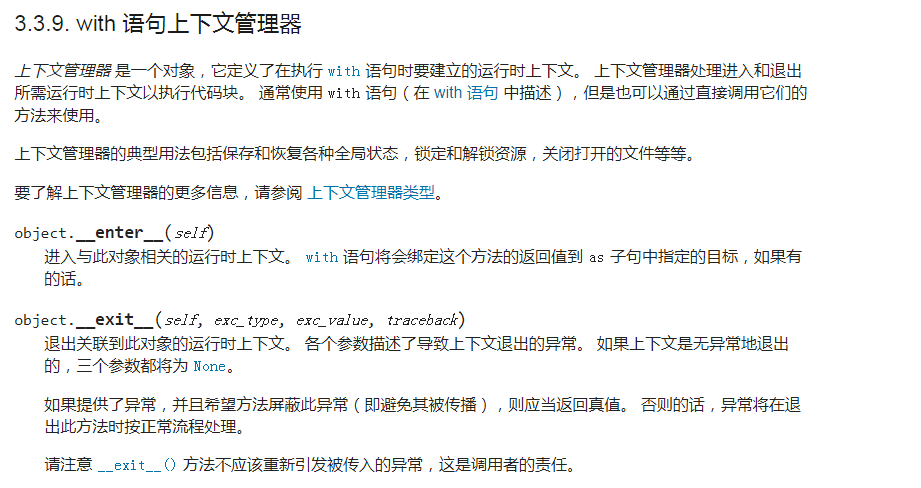 3.3.9. with 语句上下文管理器
上下文管理器 是一个对象，它定义了在执行 with 语句时要建立的运行时上下文。 上下文管理器处理进入和退出
所需运行时上下文以执行代码块。 通常使用 with 语句（在 with 语句 中描述），但是也可以通过直接调用它们的
方法来使用。
上下文管理器的典型用法包括保存和恢复各种全局状态，锁定和解锁资源，关闭打开的文件等等。
要了解上下文管理器的更多信息，请参阅 上下文管理器类型。
object.__enter__(self)
进入与此对象相关的运行时上下文。 with 语句将会绑定这个方法的返回值到 as 子句中指定的目标，如果有
的话。
object.__exit__(self, exc_type, exc_value, traceback)
退出关联到此对象的运行时上下文。 各个参数描述了导致上下文退出的异常。 如果上下文是无异常地退出
的，三个参数都将为 None。
如果提供了异常，并且希望方法屏蔽此异常（即避免其被传播），则应当返回真值。 否则的话，异常将在退
出此方法时按正常流程处理。
请注意 __exit__() 方法不应该重新引发被传入的异常，这是调用者的责任。